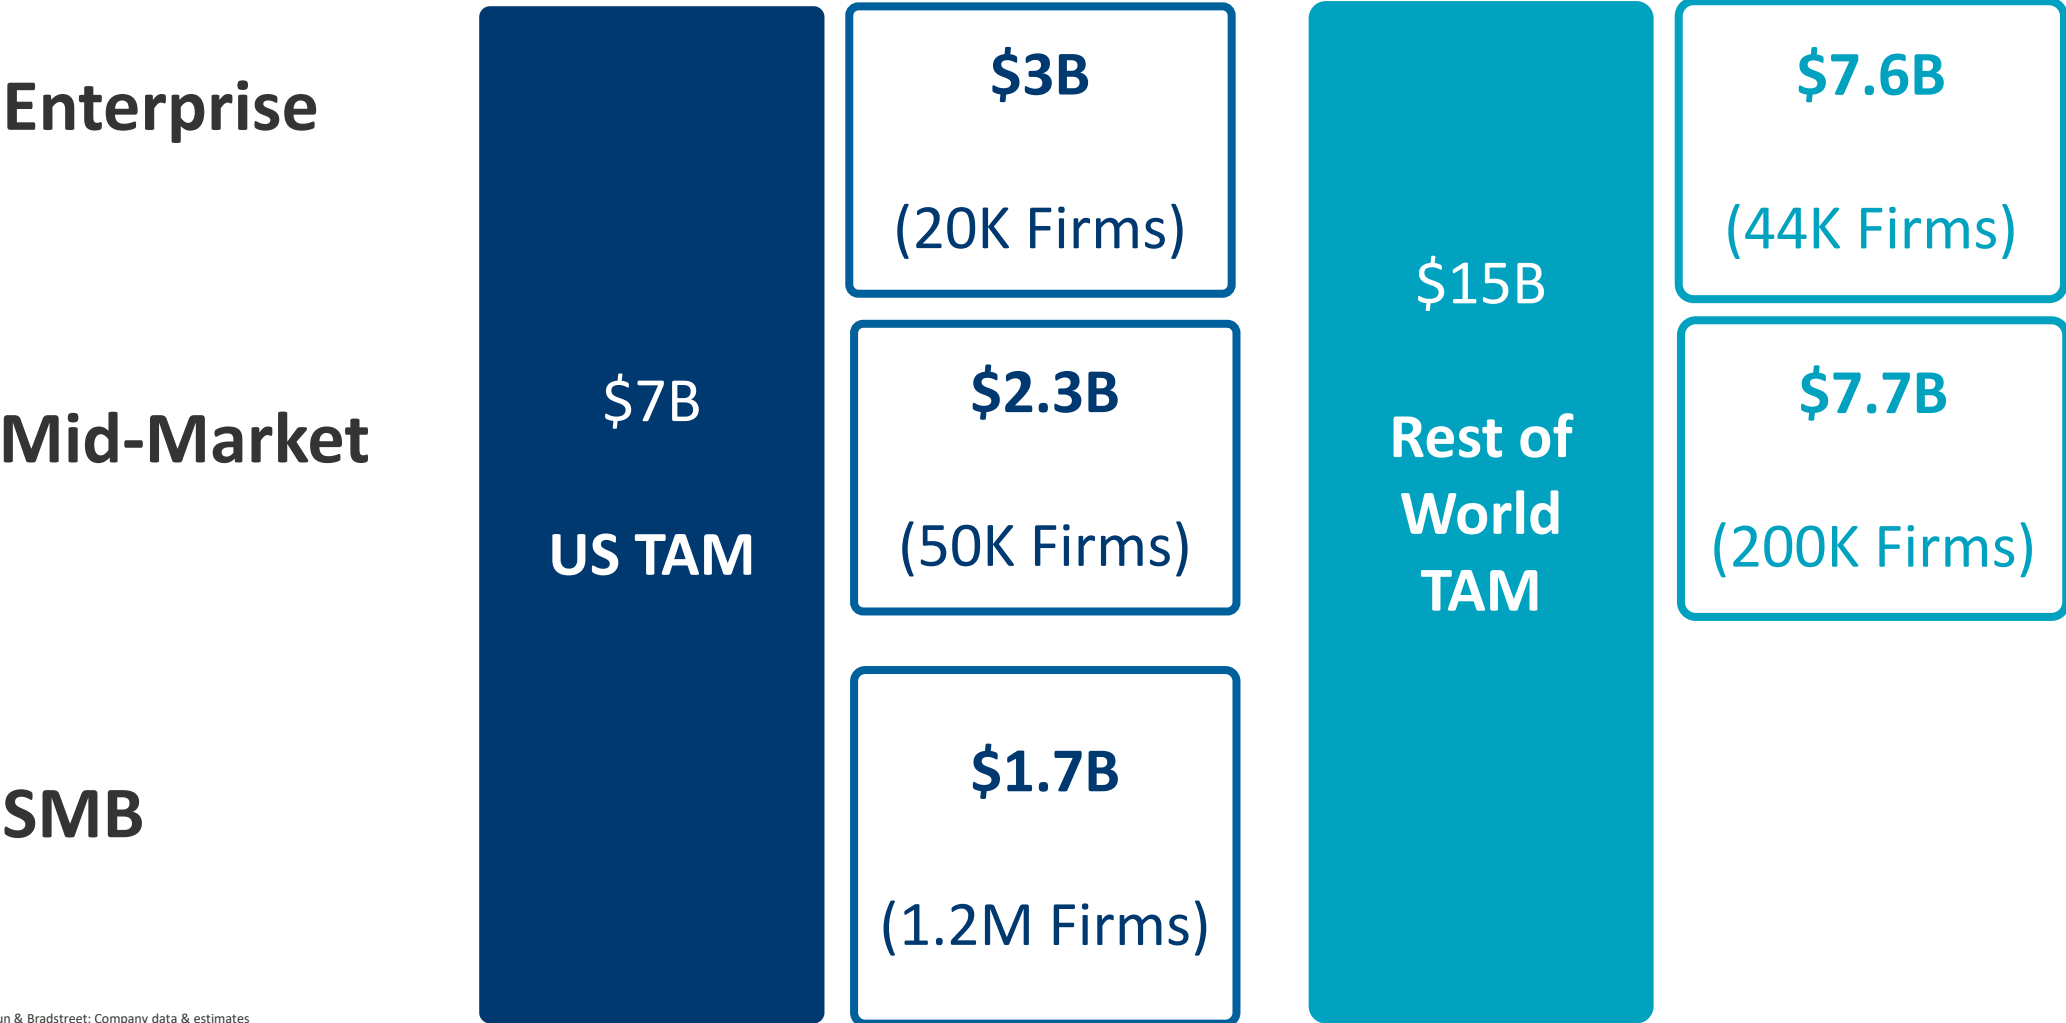 Enterprise
Mid-Market
SMB
$7B
US TAM
$3B
(20K Firms)
$2.3B
(50K Firms)
$1.7B
(1.2M Firms)
$15B
Rest of
World
TAM
$7.6B
(44K Firms)
$7.7B
(200K Firms)
& Bradstreet; Company data & estimates